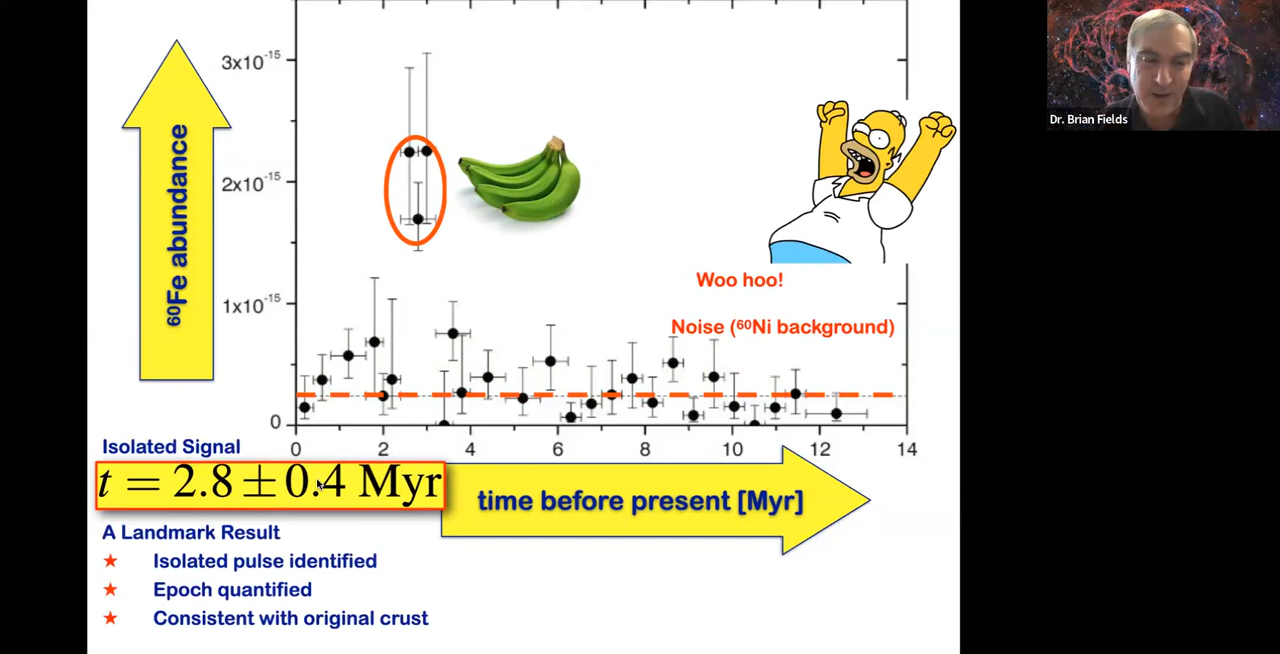 3x10-15
2x10-15
1x10-15
0
60Fe abundance
0 2 4 6 8 10 12 14
Woo hoo!
Noise (60Ni background)
Dr. Brian Fields
Isolated Signal
t = 2.8 ± 0.4 Myr
time before present [Myr]
A Landmark Result
★ Isolated pulse identified
★ Epoch quantified
★ Consistent with original crust